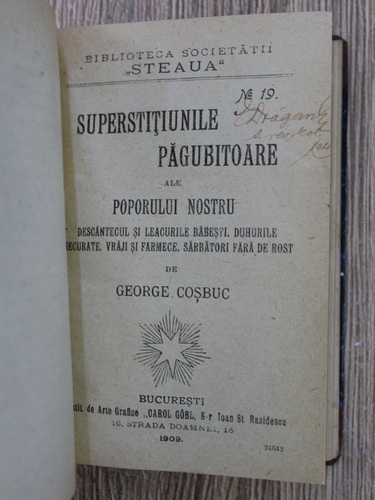 BIBLIOTECA SOCIETĂTII
„STEAUA“
№ 19.
SUPERSTIȚIUNILE
PĂGUBITOARE
ALE
POPORULUI NOSTRU
DESCÂNTECUL ȘI LEACURILE BĂBEȘTI, DUHURILE
NECURATE, VRĂJI ȘI FARMECE, SĂRBĂTORI FĂRĂ DE ROST
DE
GEORGE COȘBUC
BUCUREȘTI
de Arte Grafice „CAROL GÖBL, S-r Ioan St. Rasidescu
16, STRADA DOAMNEI, 16
1909.
24642